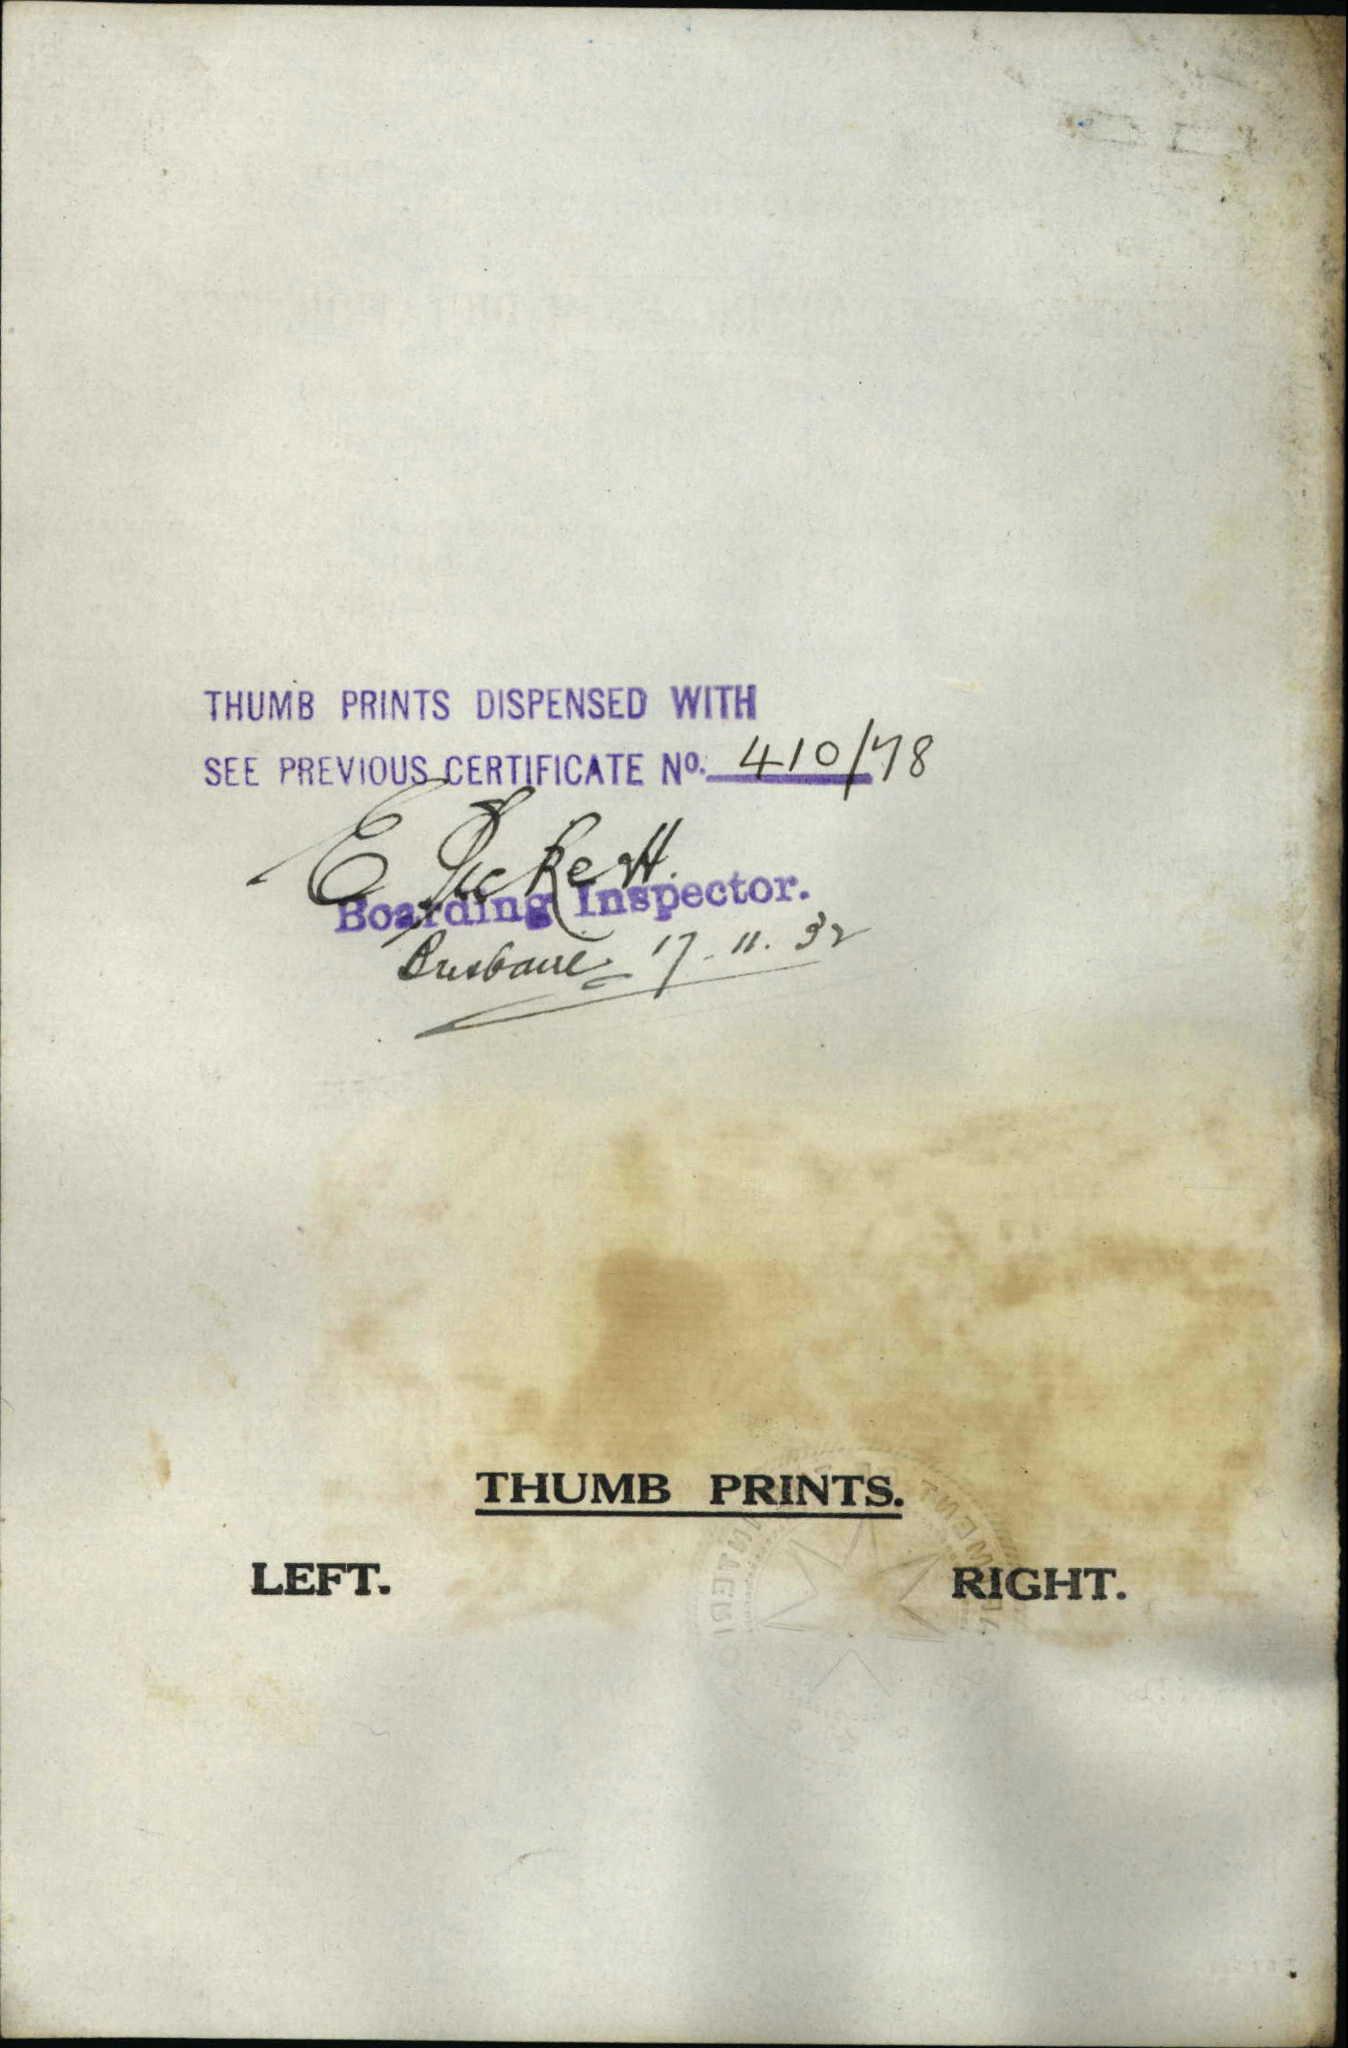 THUMB PRINTS DISPENSED WITH
SEE PREVIOUS CERTIFICATE No. 410/78
Boarding Inspector.
Brisbane 17.11.32
THUMB PRINTS.
LEFT.
RIGHT.